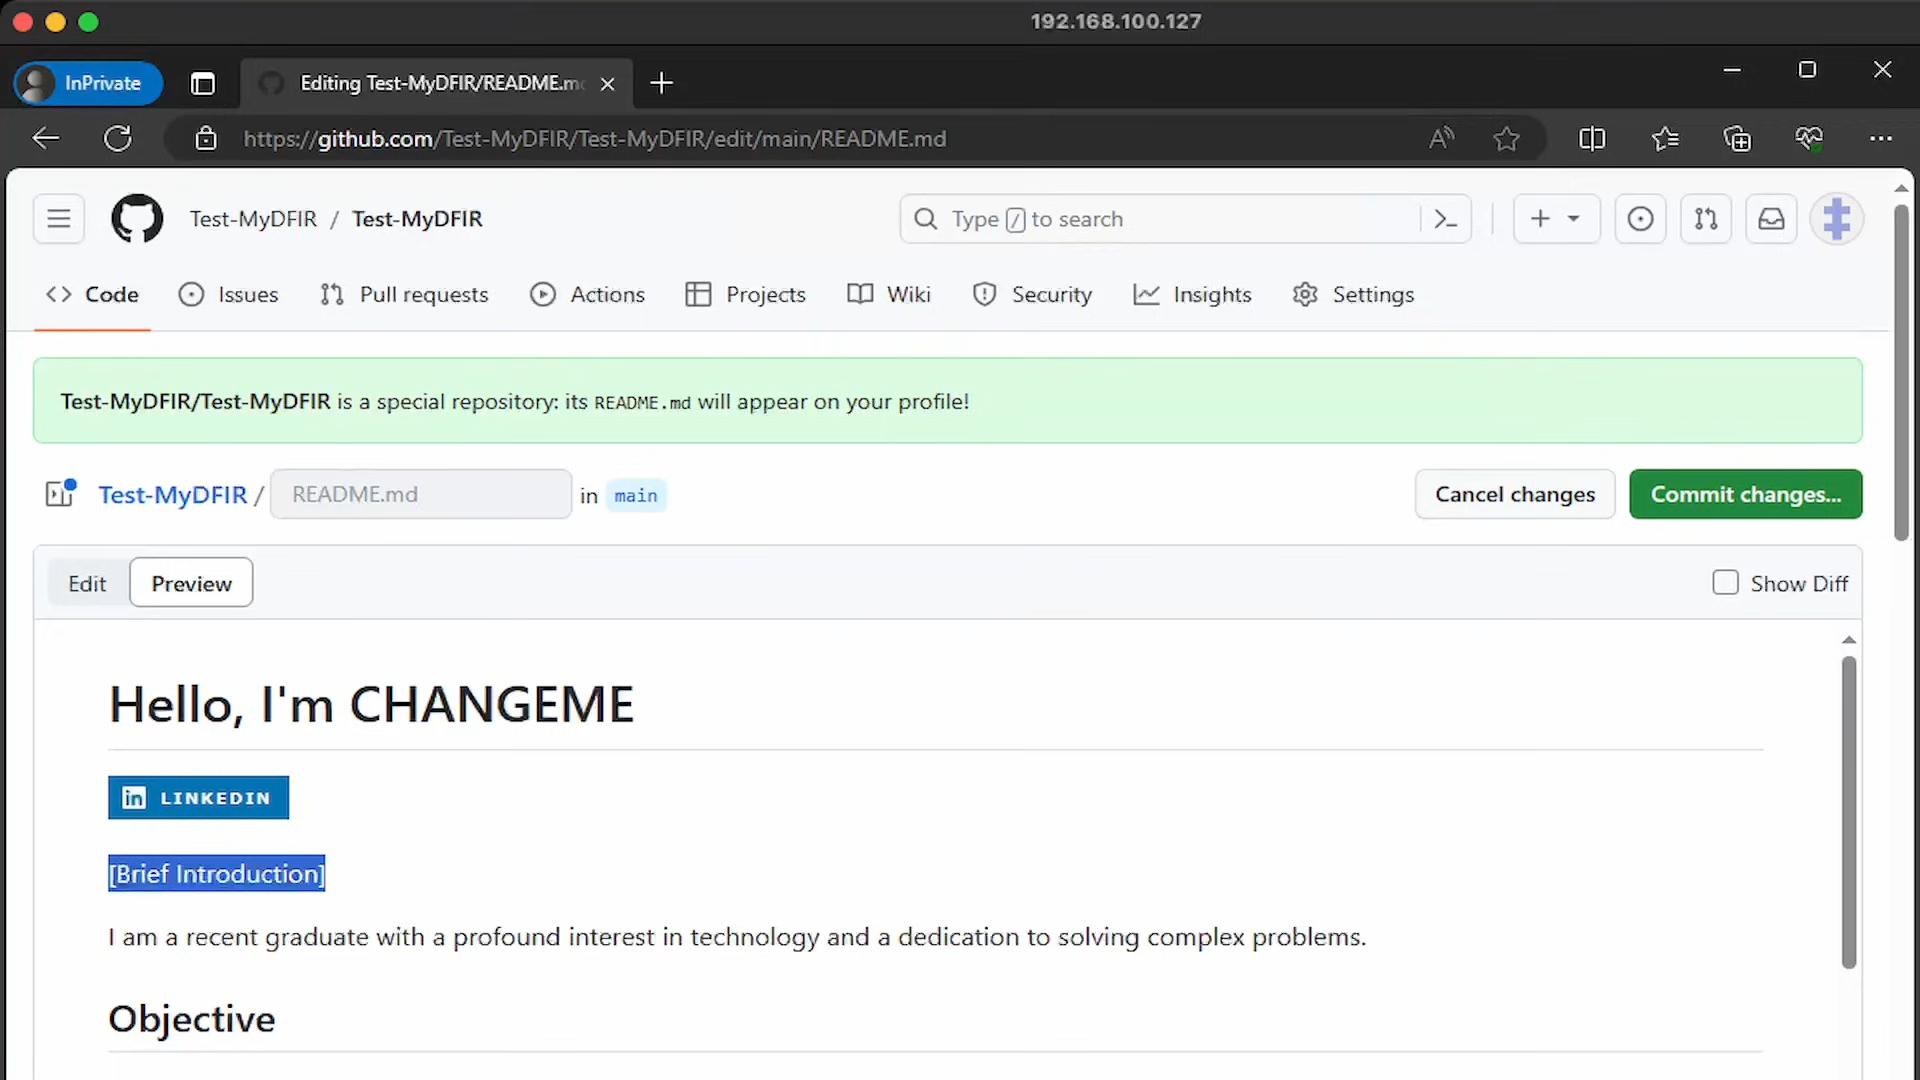 192.168.100.127
InPrivate
Editing Test-MyDFIR/README.m
https://github.com/Test-MyDFIR/Test-MyDFIR/edit/main/README.md
Test-MyDFIR / Test-MyDFIR
Type / to search
Code Issues Pull requests Actions Projects Wiki Security Insights Settings
Test-MyDFIR/Test-MyDFIR is a special repository: its README.md will appear on your profile!
Test-MyDFIR / README.md in main
Cancel changes
Commit changes...
Edit Preview
Show Diff
Hello, I'm CHANGEME
in LINKEDIN
[Brief Introduction]
I am a recent graduate with a profound interest in technology and a dedication to solving complex problems.
Objective